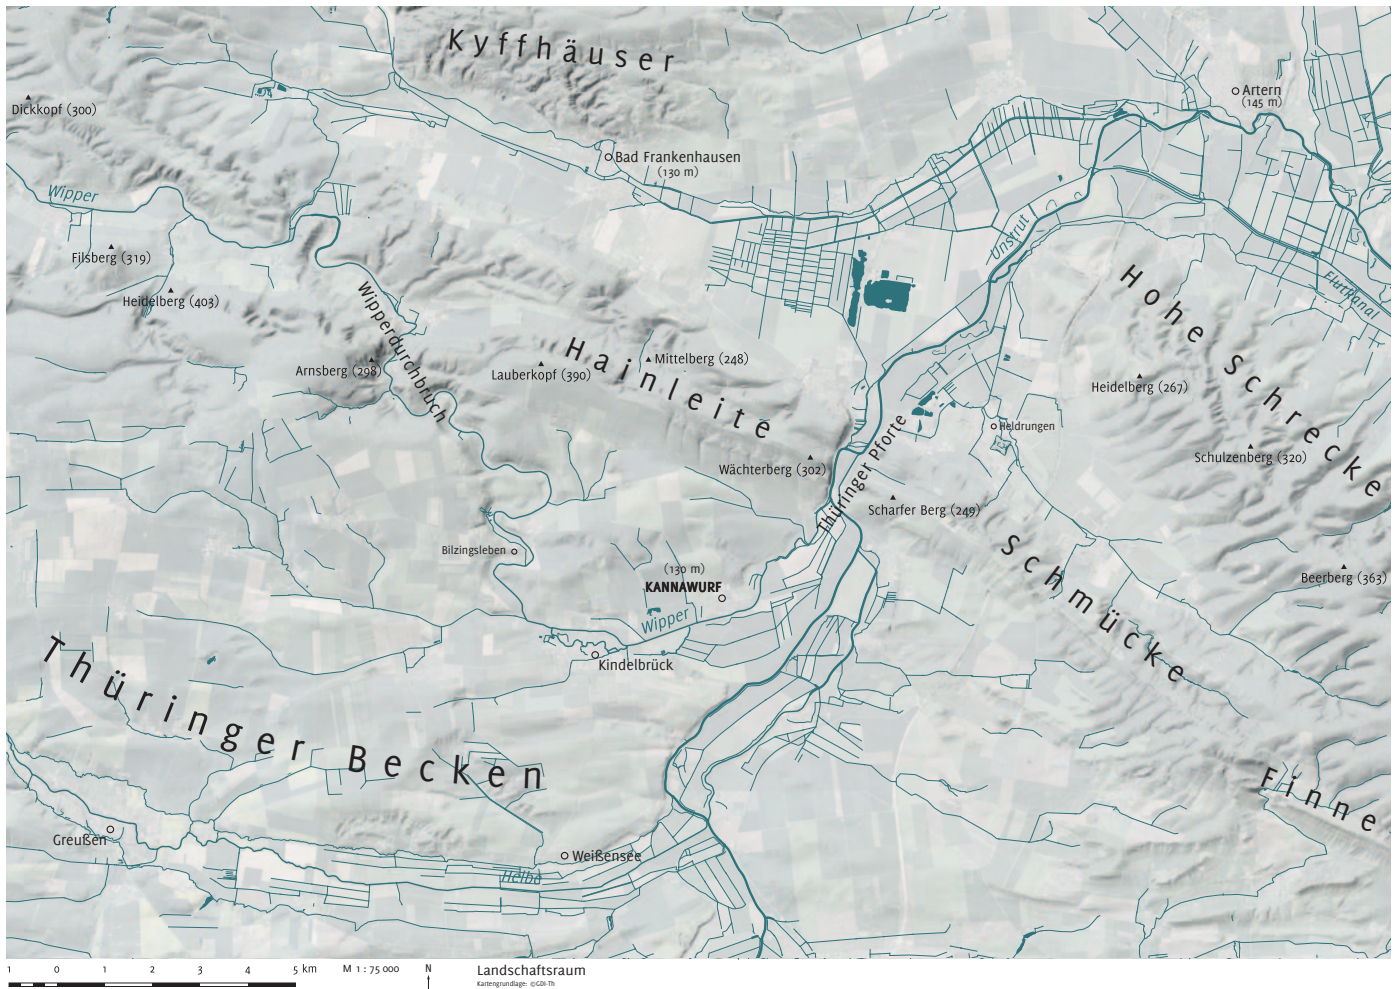 Kyffhäuser
Dickkopf (300)
Artern
(145 m)
Bad Frankenhausen
(130 m)
Wipper
Unstrut
Filsberg (319)
Heidelberg (403)
Wipperdurchbruch
Hohe Schrecke
Flutkanal
Arnsberg (298)
Lauberkopf (390)
Hainleite
Mittelberg (248)
Heidelberg (267)
Heldrungen
Schulzenberg (320)
Wächterberg (302)
Thüringer Pforte
Scharfer Berg (249)
Bilzingsleben
(130 m)
KANNAWURF
Schmücke
Beerberg (363)
Wipper
Kindelbrück
Thüringer Becken
Finne
Greußen
Weißensee
Helbe
1 0 1 2 3 4 5 km
M 1 : 75 000
N
Landschaftsraum
Kartengrundlage: ©GDI-Th